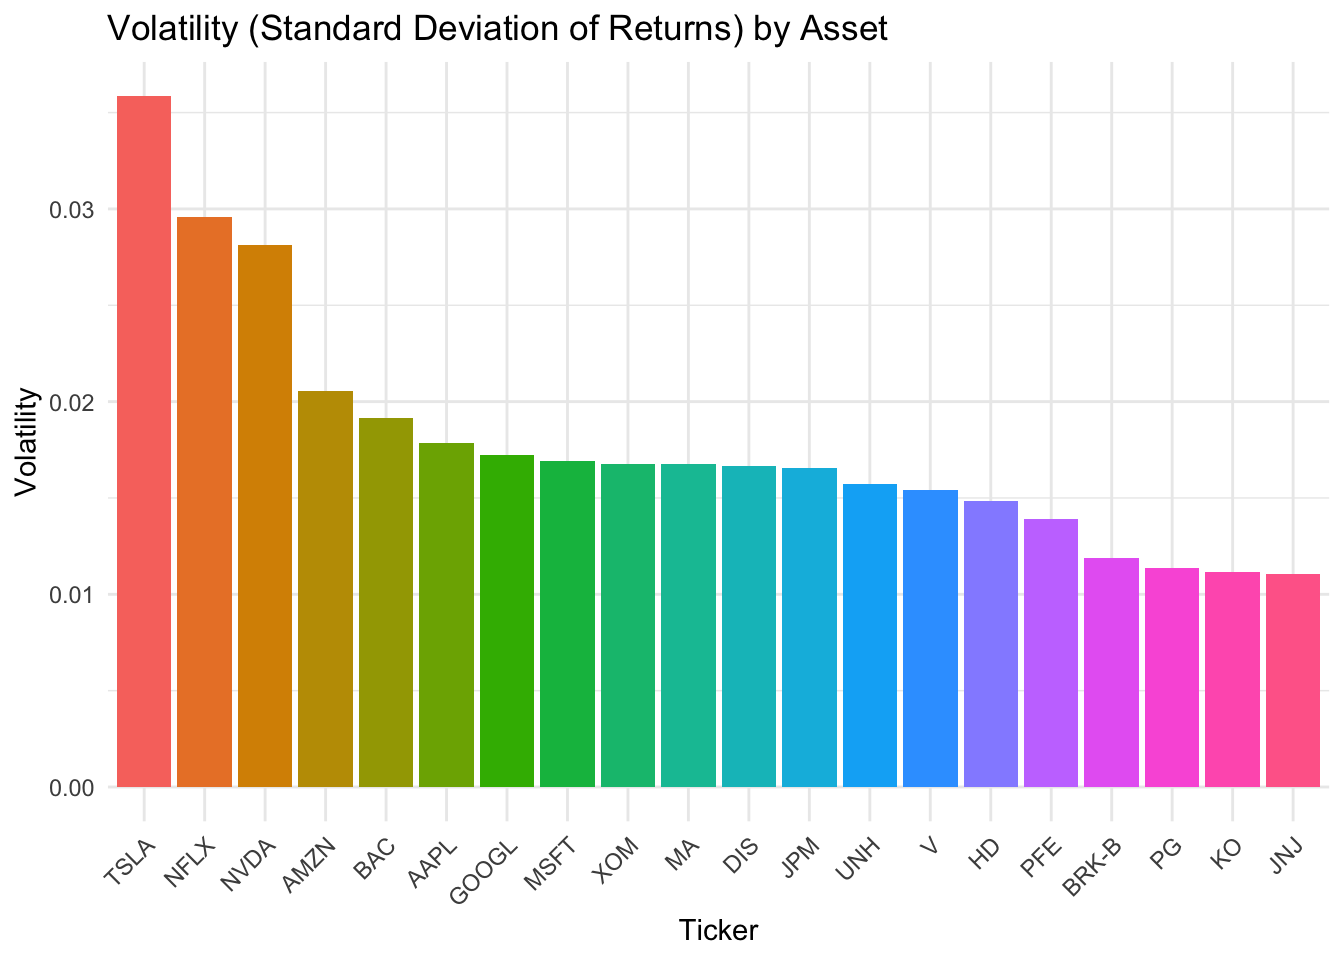 Volatility (Standard Deviation of Returns) by Asset
Volatility
0.03
0.02
0.01
0.00
TSLA
NFLX
NVDA
AMZN
BAC
AAPL
GOOGL
MSFT
XOM
MA
DIS
JPM
UNH
V
HD
PFE
BRK-B
PG
KO
JNJ
Ticker